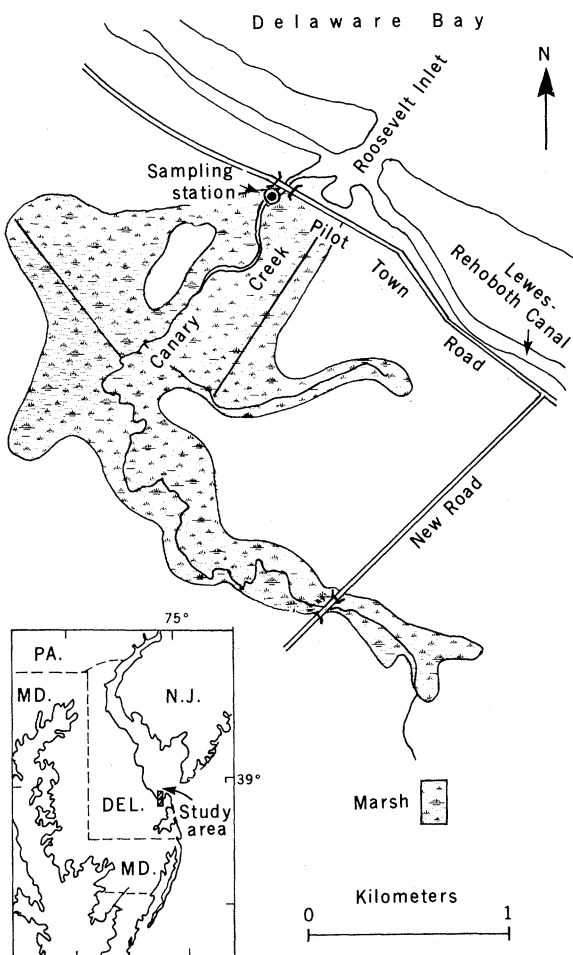 Delaware Bay
N
Roosevelt Inlet
Sampling
station
Pilot
Town
Road
Lewes-
Rehoboth Canal
Canary
Creek
New Road
75°
PA.
MD.
N.J.
39°
DEL.
Study
area
MD.
Marsh
Kilometers
0 1